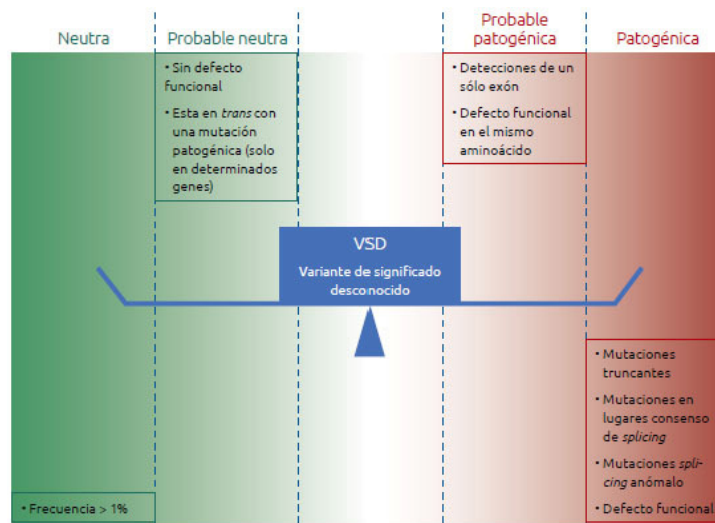 Neutra
Probable neutra
Probable
patogénica
Patogénica
• Sin defecto
funcional
• Esta en trans con
una mutación
patogénica (solo
en determinados
genes)
• Detecciones de un
sólo exón
• Defecto funcional
en el mismo
aminoácido
VSD
Variante de significado
desconocido
• Mutaciones
truncantes
• Mutaciones en
lugares consenso
de splicing
• Mutaciones spli-
cing anómalo
• Defecto funcional
• Frecuencia > 1%